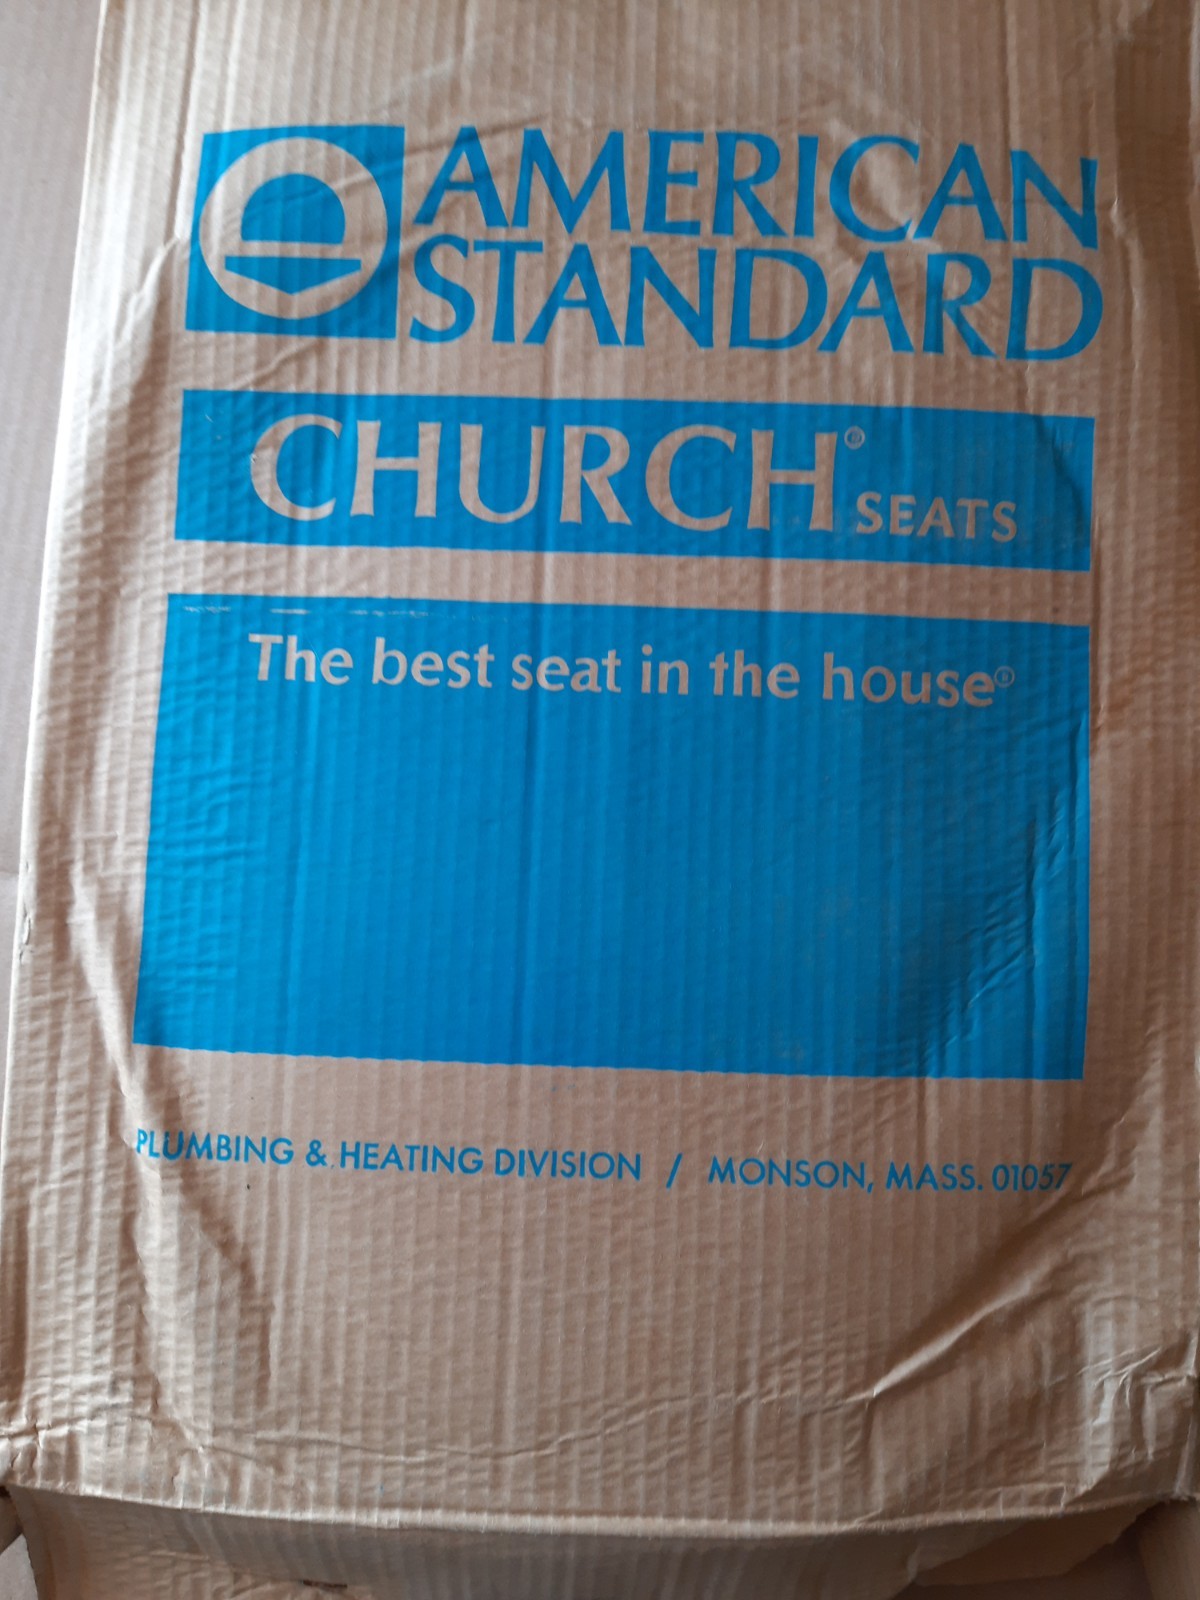 AMERICAN
STANDARD
CHURCH® SEATS
The best seat in the house®
PLUMBING & HEATING DIVISION / MONSON, MASS. 01057